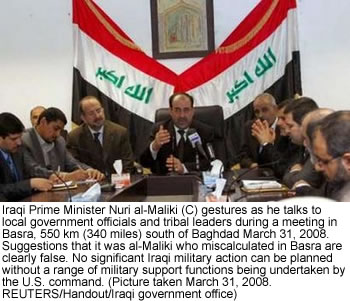 الله اكبر
الله اكبر
Iraqi Prime Minister Nuri al-Maliki (C) gestures as he talks to
local government officials and tribal leaders during a meeting in
Basra, 550 km (340 miles) south of Baghdad March 31, 2008.
Suggestions that it was al-Maliki who miscalculated in Basra are
clearly false. No significant Iraqi military action can be planned
without a range of military support functions being undertaken by
the U.S. command. (Picture taken March 31, 2008.
REUTERS/Handout/Iraqi government office)